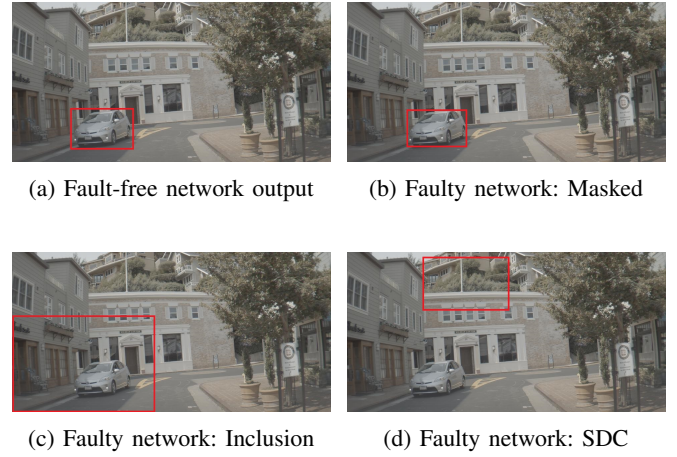 (a) Fault-free network output
(b) Faulty network: Masked
(c) Faulty network: Inclusion
(d) Faulty network: SDC